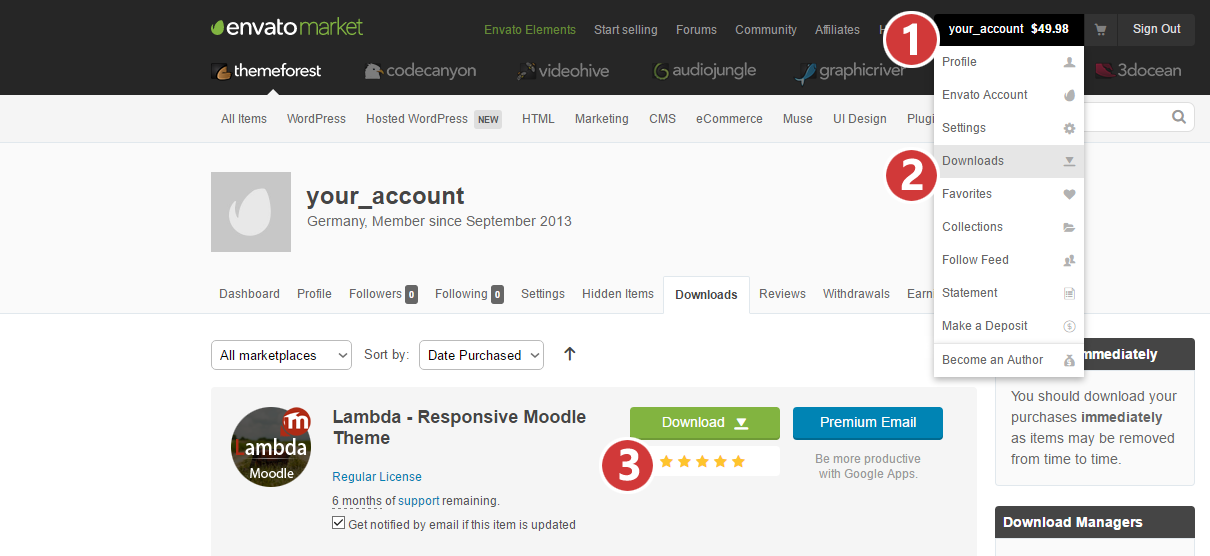 envatomarket
Envato Elements
Start selling
Forums
Community
Affiliates
H
1
your_account $49.98
Sign Out
themeforest
codecanyon
videohive
audiojungle
graphicriver
3docean
Profile
Envato Account
Settings
2
Downloads
Favorites
Collections
Follow Feed
Statement
Make a Deposit
Become an Author
All Items
WordPress
Hosted WordPress NEW
HTML
Marketing
CMS
eCommerce
Muse
UI Design
Plugi
your_account
Germany, Member since September 2013
Dashboard
Profile
Followers 0
Following 0
Settings
Hidden Items
Downloads
Reviews
Withdrawals
Earni
All marketplaces
Sort by:
Date Purchased
m
Lambda
Moodle
Lambda - Responsive Moodle
Theme
Regular License
6 months of support remaining.
Get notified by email if this item is updated
Download
3
Premium Email
Be more productive
with Google Apps.
mmediately
You should download your
purchases immediately
as items may be removed
from time to time.
Download Managers